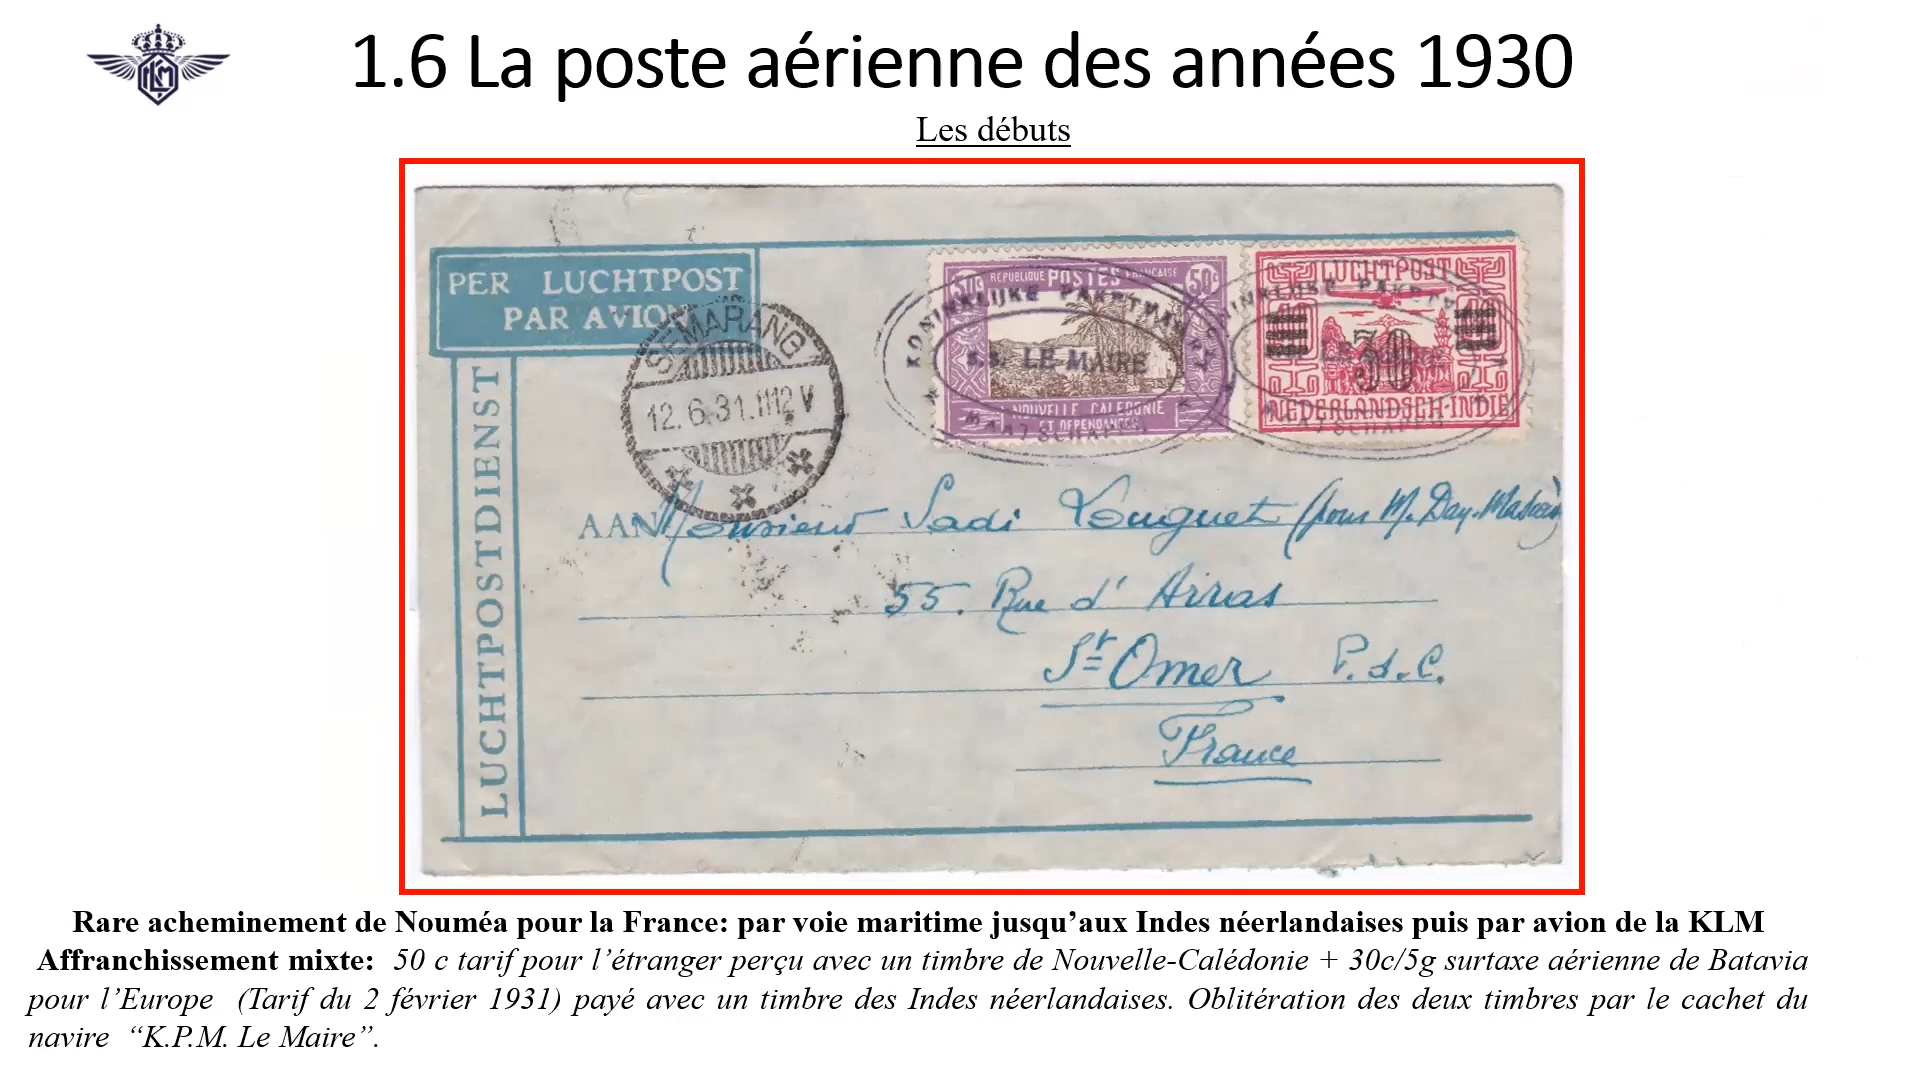 KLM
1.6 La poste aérienne des années 1930
Les débuts
PER LUCHTPOST
PAR AVION
LUCHTPOSTDIENST
SEMARANG
12.6.31.11-12 V
50c REPUBLIQUE POSTES FRANÇAISE 50c
NOUVELLE CALEDONIE
ET DEPENDANCES
KONINKLIJKE PAKETVAART
S.S. LE MAIRE
MAATSCHAPPIJ
LUCHTPOST
30
NEDERLANDSCH-INDIE
AAN Monsieur Sadi Louguet (pour M. Day
55. Rue d'Arras
St Omer P.d.C.
France
Rare acheminement de Nouméa pour la France: par voie maritime jusqu’aux Indes néerlandaises puis par avion de la KLM
Affranchissement mixte: 50 c tarif pour l’étranger perçu avec un timbre de Nouvelle-Calédonie + 30c/5g surtaxe aérienne de Batavia
pour l’Europe (Tarif du 2 février 1931) payé avec un timbre des Indes néerlandaises. Oblitération des deux timbres par le cachet du
navire “K.P.M. Le Maire”.